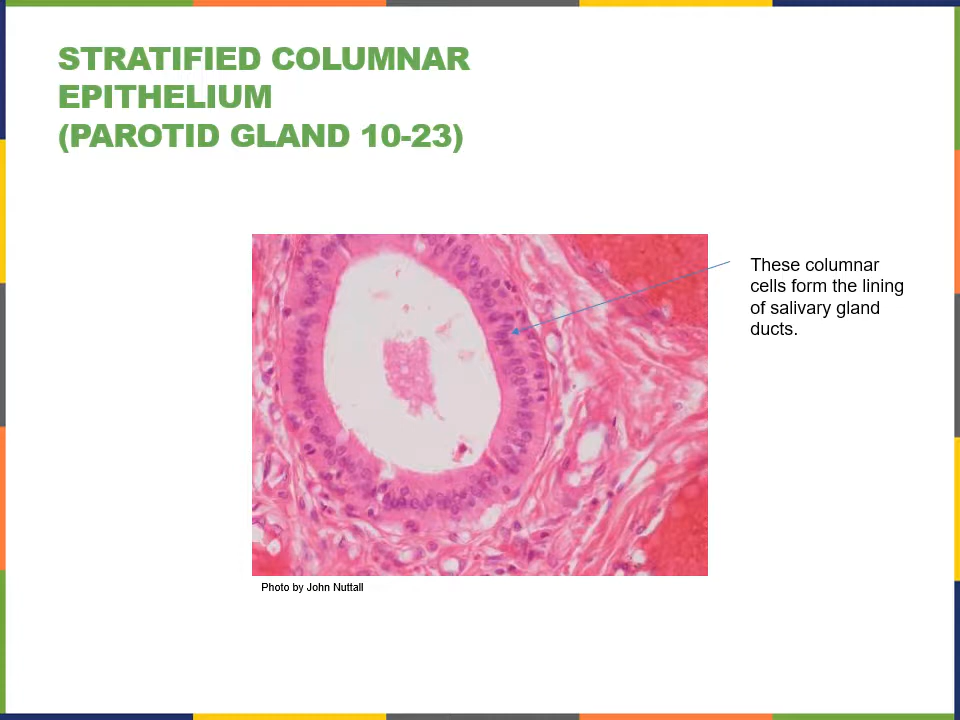 STRATIFIED COLUMNAR
EPITHELIUM
(PAROTID GLAND 10-23)
These columnar
cells form the lining
of salivary gland
ducts.
Photo by John Nuttall